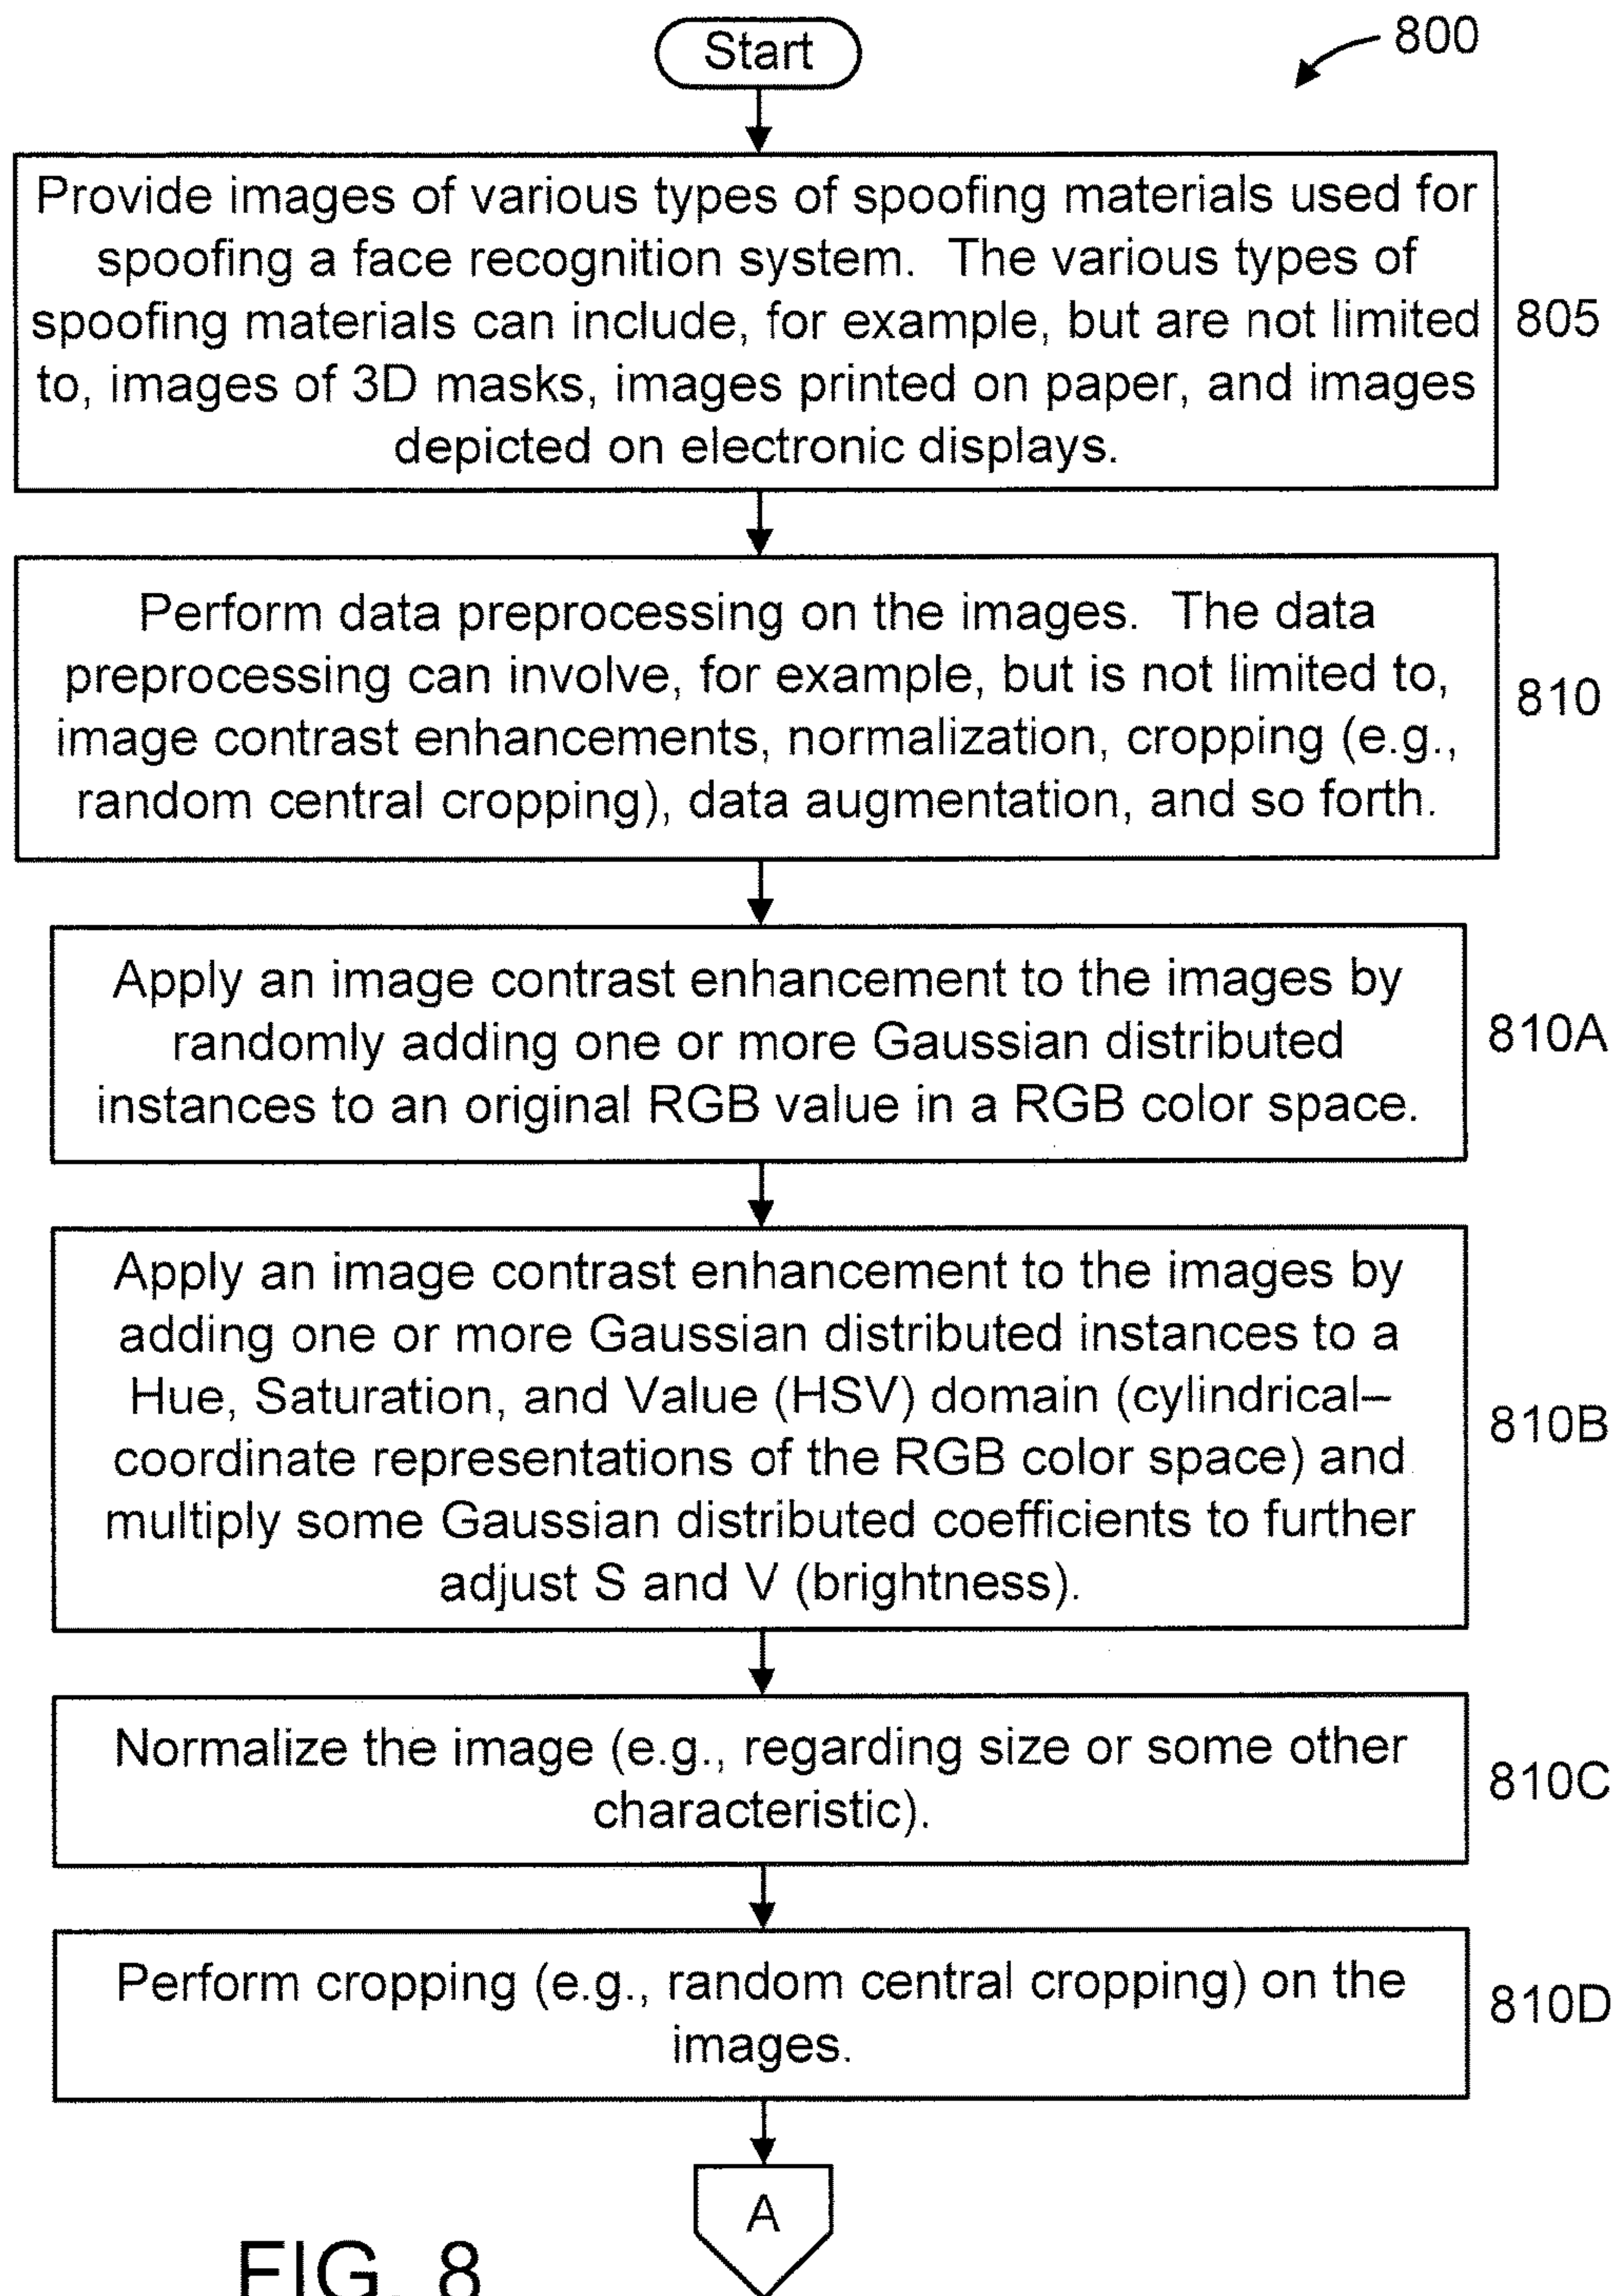 Start
800
Provide images of various types of spoofing materials used for
spoofing a face recognition system. The various types of
spoofing materials can include, for example, but are not limited
to, images of 3D masks, images printed on paper, and images
depicted on electronic displays.
805
Perform data preprocessing on the images. The data
preprocessing can involve, for example, but is not limited to,
image contrast enhancements, normalization, cropping (e.g.,
random central cropping), data augmentation, and so forth.
810
Apply an image contrast enhancement to the images by
randomly adding one or more Gaussian distributed
instances to an original RGB value in a RGB color space.
810A
Apply an image contrast enhancement to the images by
adding one or more Gaussian distributed instances to a
Hue, Saturation, and Value (HSV) domain (cylindrical–
coordinate representations of the RGB color space) and
multiply some Gaussian distributed coefficients to further
adjust S and V (brightness).
810B
Normalize the image (e.g., regarding size or some other
characteristic).
810C
Perform cropping (e.g., random central cropping) on the
images.
810D
A
FIG. 8